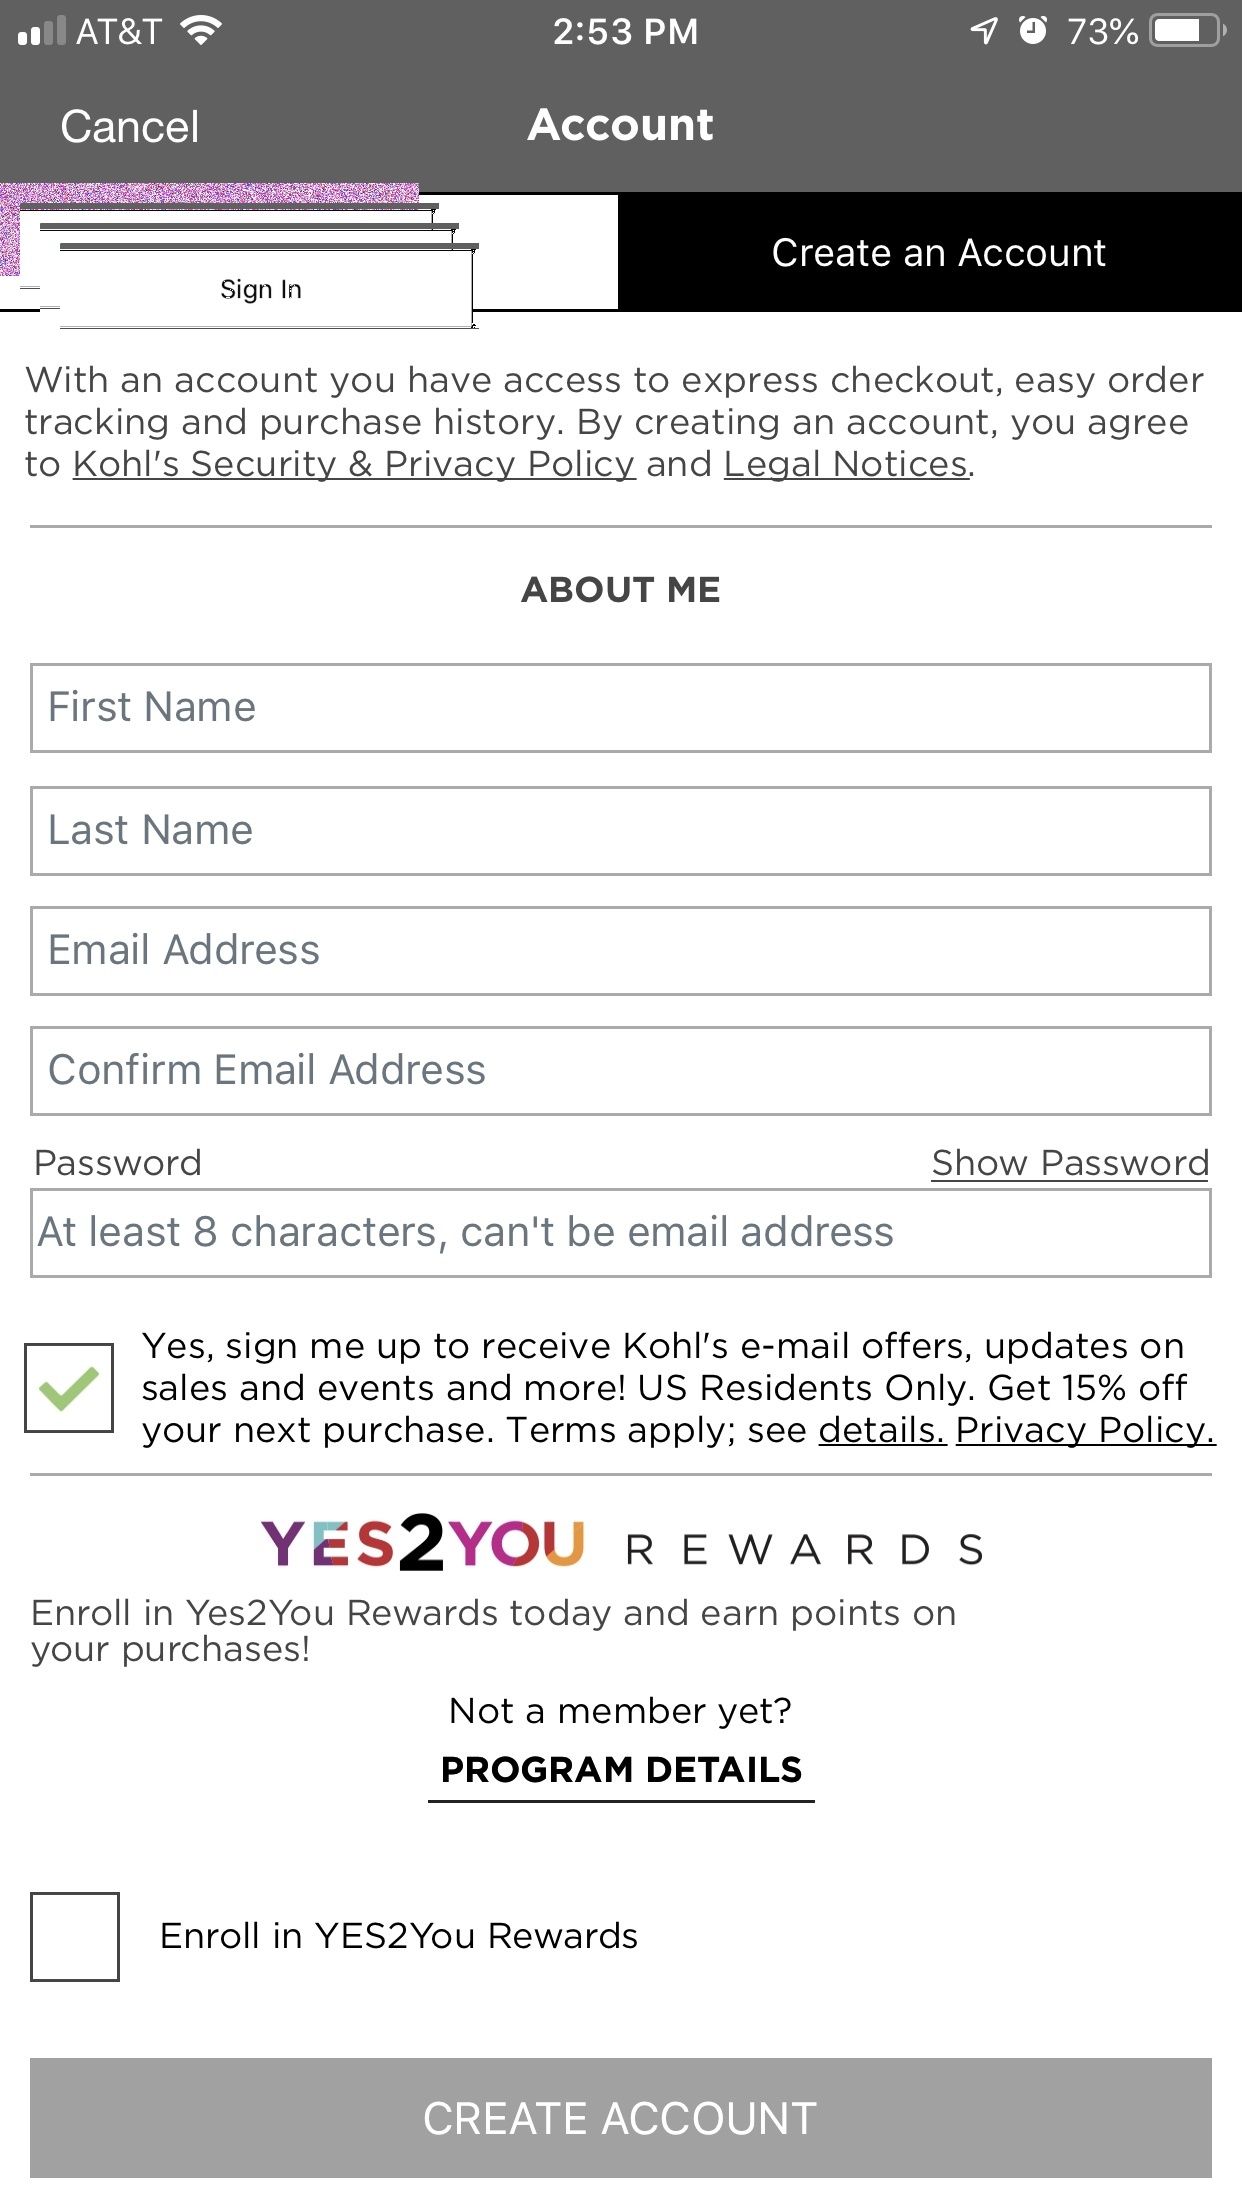 AT&T 2:53 PM 73%
Cancel Account
Sign In Create an Account
With an account you have access to express checkout, easy order
tracking and purchase history. By creating an account, you agree
to Kohl's Security & Privacy Policy and Legal Notices.
ABOUT ME
First Name
Last Name
Email Address
Confirm Email Address
Password Show Password
At least 8 characters, can't be email address
Yes, sign me up to receive Kohl's e-mail offers, updates on
sales and events and more! US Residents Only. Get 15% off
your next purchase. Terms apply; see details. Privacy Policy.
YES2YOU REWARDS
Enroll in Yes2You Rewards today and earn points on
your purchases!
Not a member yet?
PROGRAM DETAILS
Enroll in YES2You Rewards
CREATE ACCOUNT